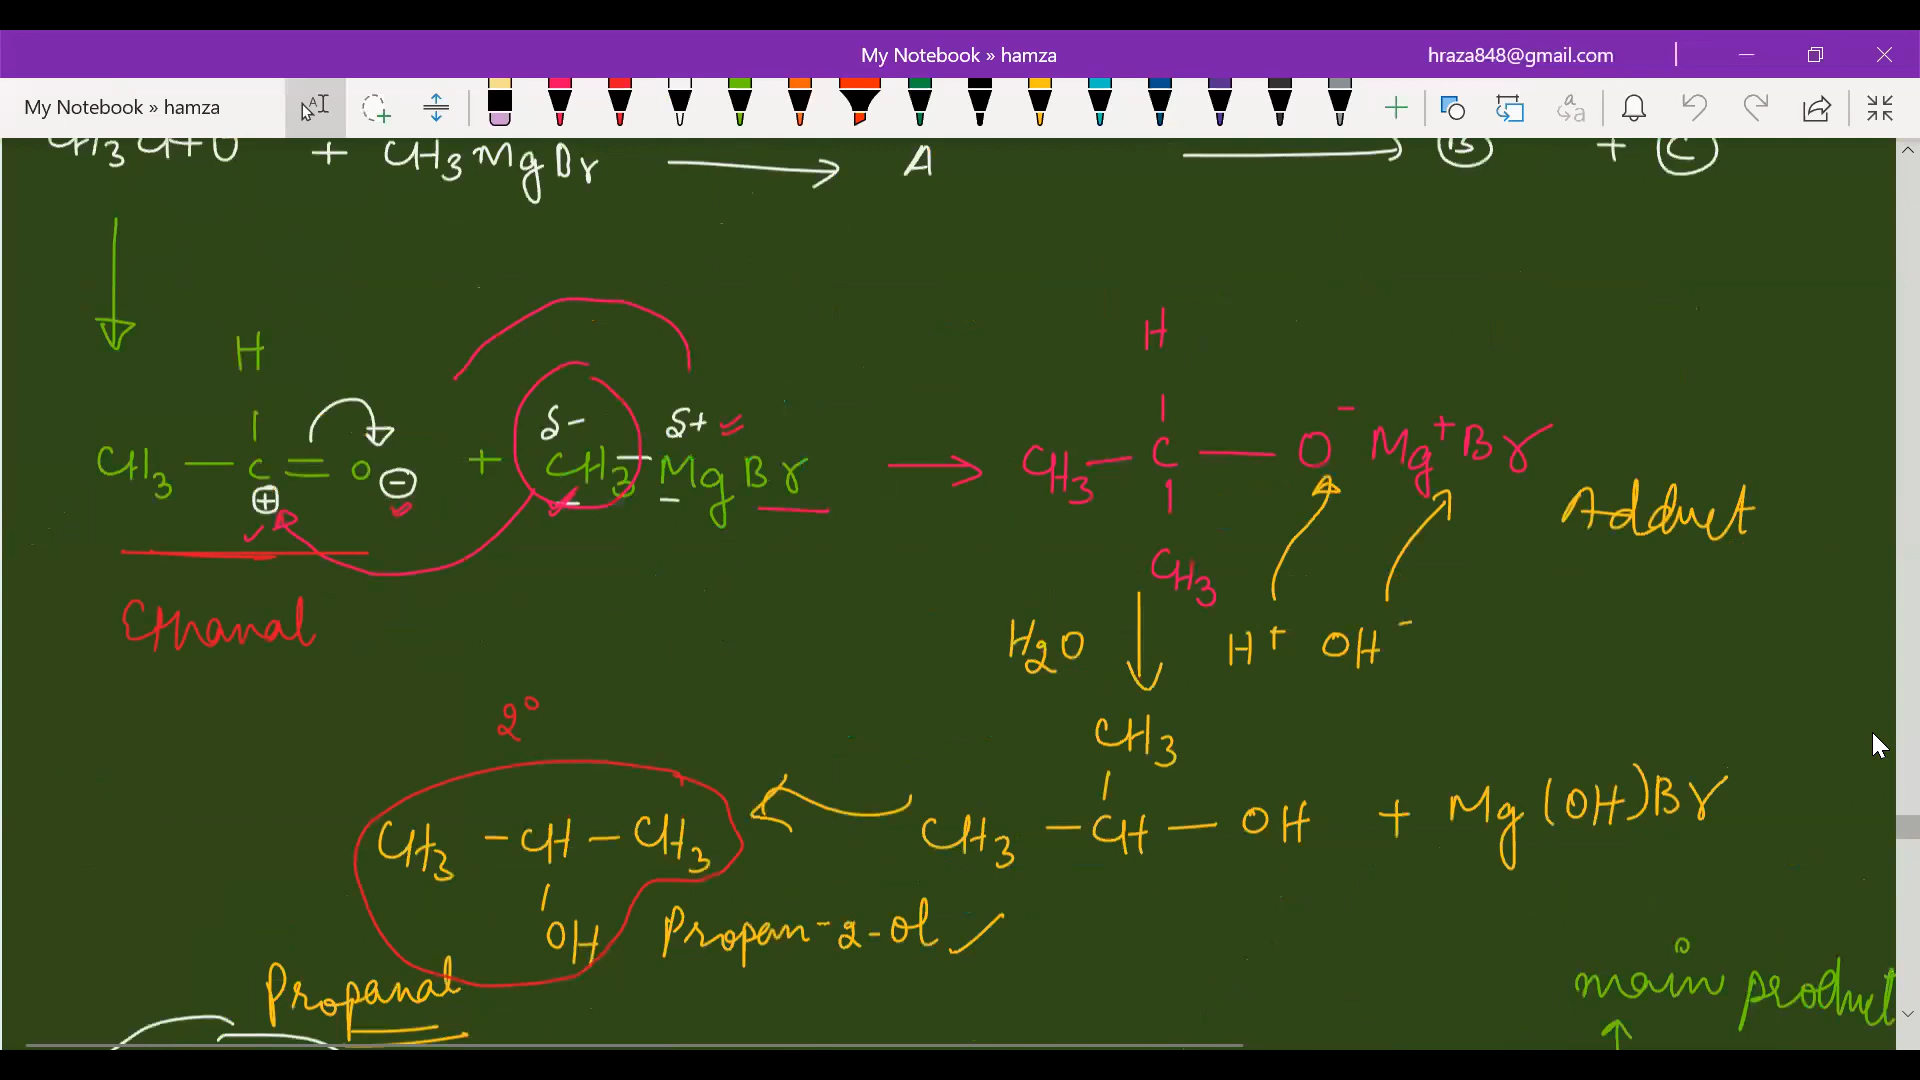 My Notebook » hamza
hraza848@gmail.com
My Notebook » hamza
CH3CHO + CH3MgBr → A → B + C
H
CH3 — C = O + CH3 — MgBr → CH3 — C — O⁻ Mg⁺Br
δ− δ+
⊕ ⊖
H
CH3
Adduct
Ethanal
H2O
H⁺ OH⁻
2°
CH3
CH3 — CH — OH + Mg(OH)Br
CH3 – CH – CH3
OH
Propan-2-ol ✓
Propanal
main product